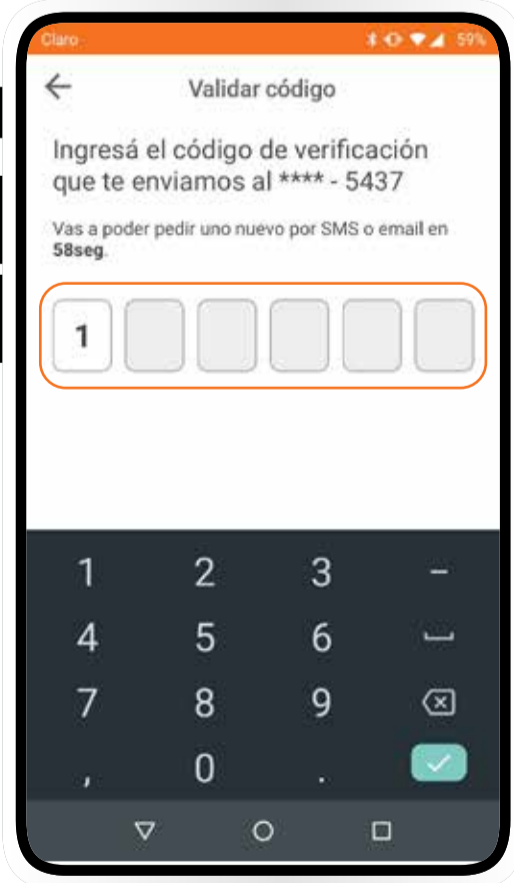 Claro 59%
Validar código
Ingresá el código de verificación
que te enviamos al **** - 5437
Vas a poder pedir uno nuevo por SMS o email en
58seg.
1
1 2 3 –
4 5 6
7 8 9
, 0 .